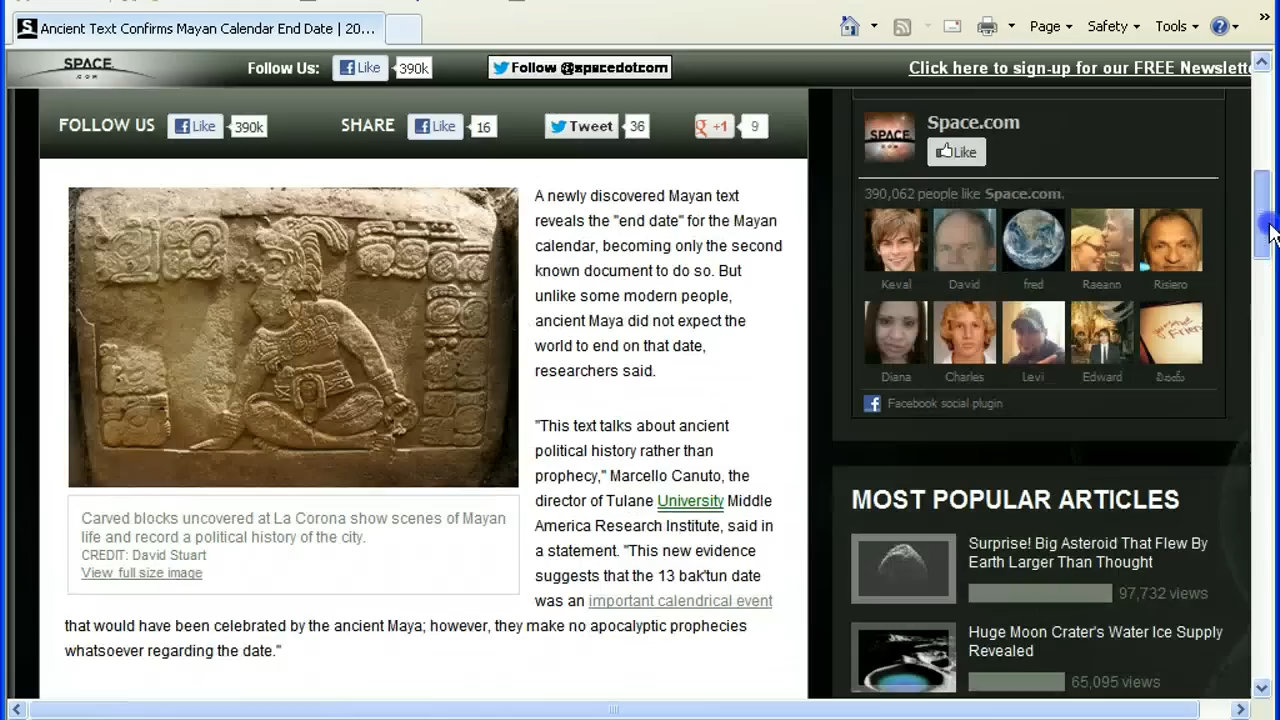 Ancient Text Confirms Mayan Calendar End Date | 20...
Page
Safety
Tools
SPACE
.COM
Follow Us:
Like
390k
Follow @spacedotcom
Click here to sign-up for our FREE Newslette
FOLLOW US
Like
390k
SHARE
Like
16
Tweet
36
+1
9
A newly discovered Mayan text
reveals the "end date" for the Mayan
calendar, becoming only the second
known document to do so. But
unlike some modern people,
ancient Maya did not expect the
world to end on that date,
researchers said.
"This text talks about ancient
political history rather than
prophecy," Marcello Canuto, the
director of Tulane University Middle
America Research Institute, said in
a statement. "This new evidence
suggests that the 13 bak'tun date
was an important calendrical event
that would have been celebrated by the ancient Maya; however, they make no apocalyptic prophecies
whatsoever regarding the date."
Carved blocks uncovered at La Corona show scenes of Mayan
life and record a political history of the city.
CREDIT: David Stuart
View full size image
SPACE
Space.com
Like
390,062 people like Space.com.
Keval
David
fred
Raeann
Risiero
Diana
Charles
Levi
Edward
Facebook social plugin
MOST POPULAR ARTICLES
Surprise! Big Asteroid That Flew By
Earth Larger Than Thought
97,732 views
Huge Moon Crater's Water Ice Supply
Revealed
65,095 views